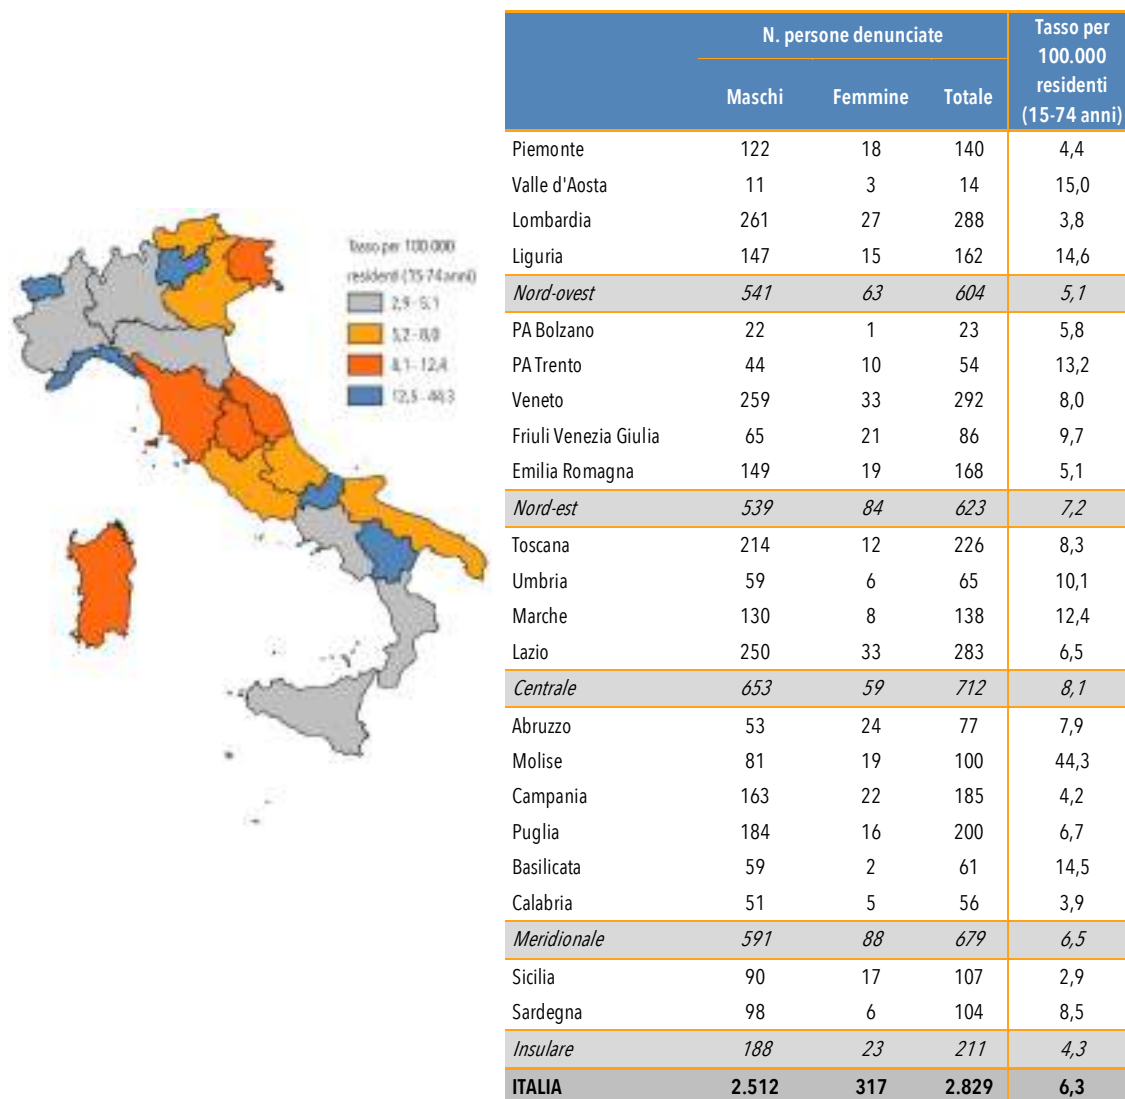 Tasso per 100.000
residenti (15-74 anni)
2,9 - 5,1
5,2 - 8,0
8,1 - 12,4
12,5 - 44,3
N. persone denunciate
Tasso per
100.000
residenti
(15-74 anni)
Maschi Femmine Totale
Piemonte 122 18 140 4,4
Valle d'Aosta 11 3 14 15,0
Lombardia 261 27 288 3,8
Liguria 147 15 162 14,6
Nord-ovest 541 63 604 5,1
PA Bolzano 22 1 23 5,8
PA Trento 44 10 54 13,2
Veneto 259 33 292 8,0
Friuli Venezia Giulia 65 21 86 9,7
Emilia Romagna 149 19 168 5,1
Nord-est 539 84 623 7,2
Toscana 214 12 226 8,3
Umbria 59 6 65 10,1
Marche 130 8 138 12,4
Lazio 250 33 283 6,5
Centrale 653 59 712 8,1
Abruzzo 53 24 77 7,9
Molise 81 19 100 44,3
Campania 163 22 185 4,2
Puglia 184 16 200 6,7
Basilicata 59 2 61 14,5
Calabria 51 5 56 3,9
Meridionale 591 88 679 6,5
Sicilia 90 17 107 2,9
Sardegna 98 6 104 8,5
Insulare 188 23 211 4,3
ITALIA 2.512 317 2.829 6,3